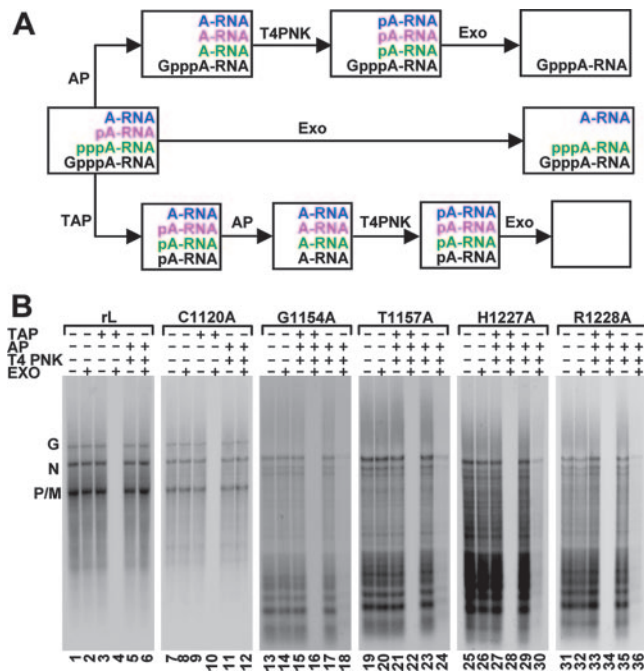 A
A-RNA
A-RNA
A-RNA
GpppA-RNA
T4PNK
pA-RNA
pA-RNA
pA-RNA
GpppA-RNA
Exo
GpppA-RNA
AP
A-RNA
pA-RNA
pppA-RNA
GpppA-RNA
Exo
A-RNA
pppA-RNA
GpppA-RNA
TAP
A-RNA
pA-RNA
pA-RNA
pA-RNA
AP
A-RNA
A-RNA
A-RNA
A-RNA
T4PNK
pA-RNA
pA-RNA
pA-RNA
pA-RNA
Exo
B
rL C1120A G1154A T1157A H1227A R1228A
TAP
AP
T4 PNK
EXO
G
N
P/M
1 2 3 4 5 6 7 8 9 10 11 12 13 14 15 16 17 18 19 20 21 22 23 24 25 26 27 28 29 30 31 32 33 34 35 36